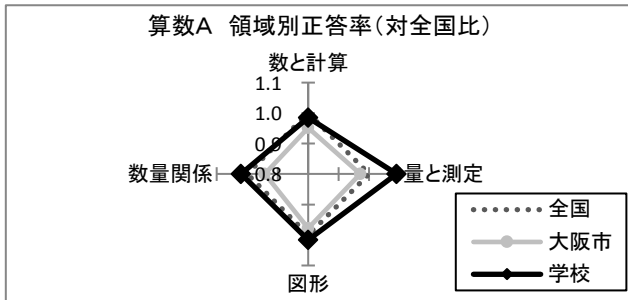 算数A 領域別正答率(対全国比)
数と計算
1.1
1.0
0.9
0.8
数量関係
量と測定
図形
全国
大阪市
学校